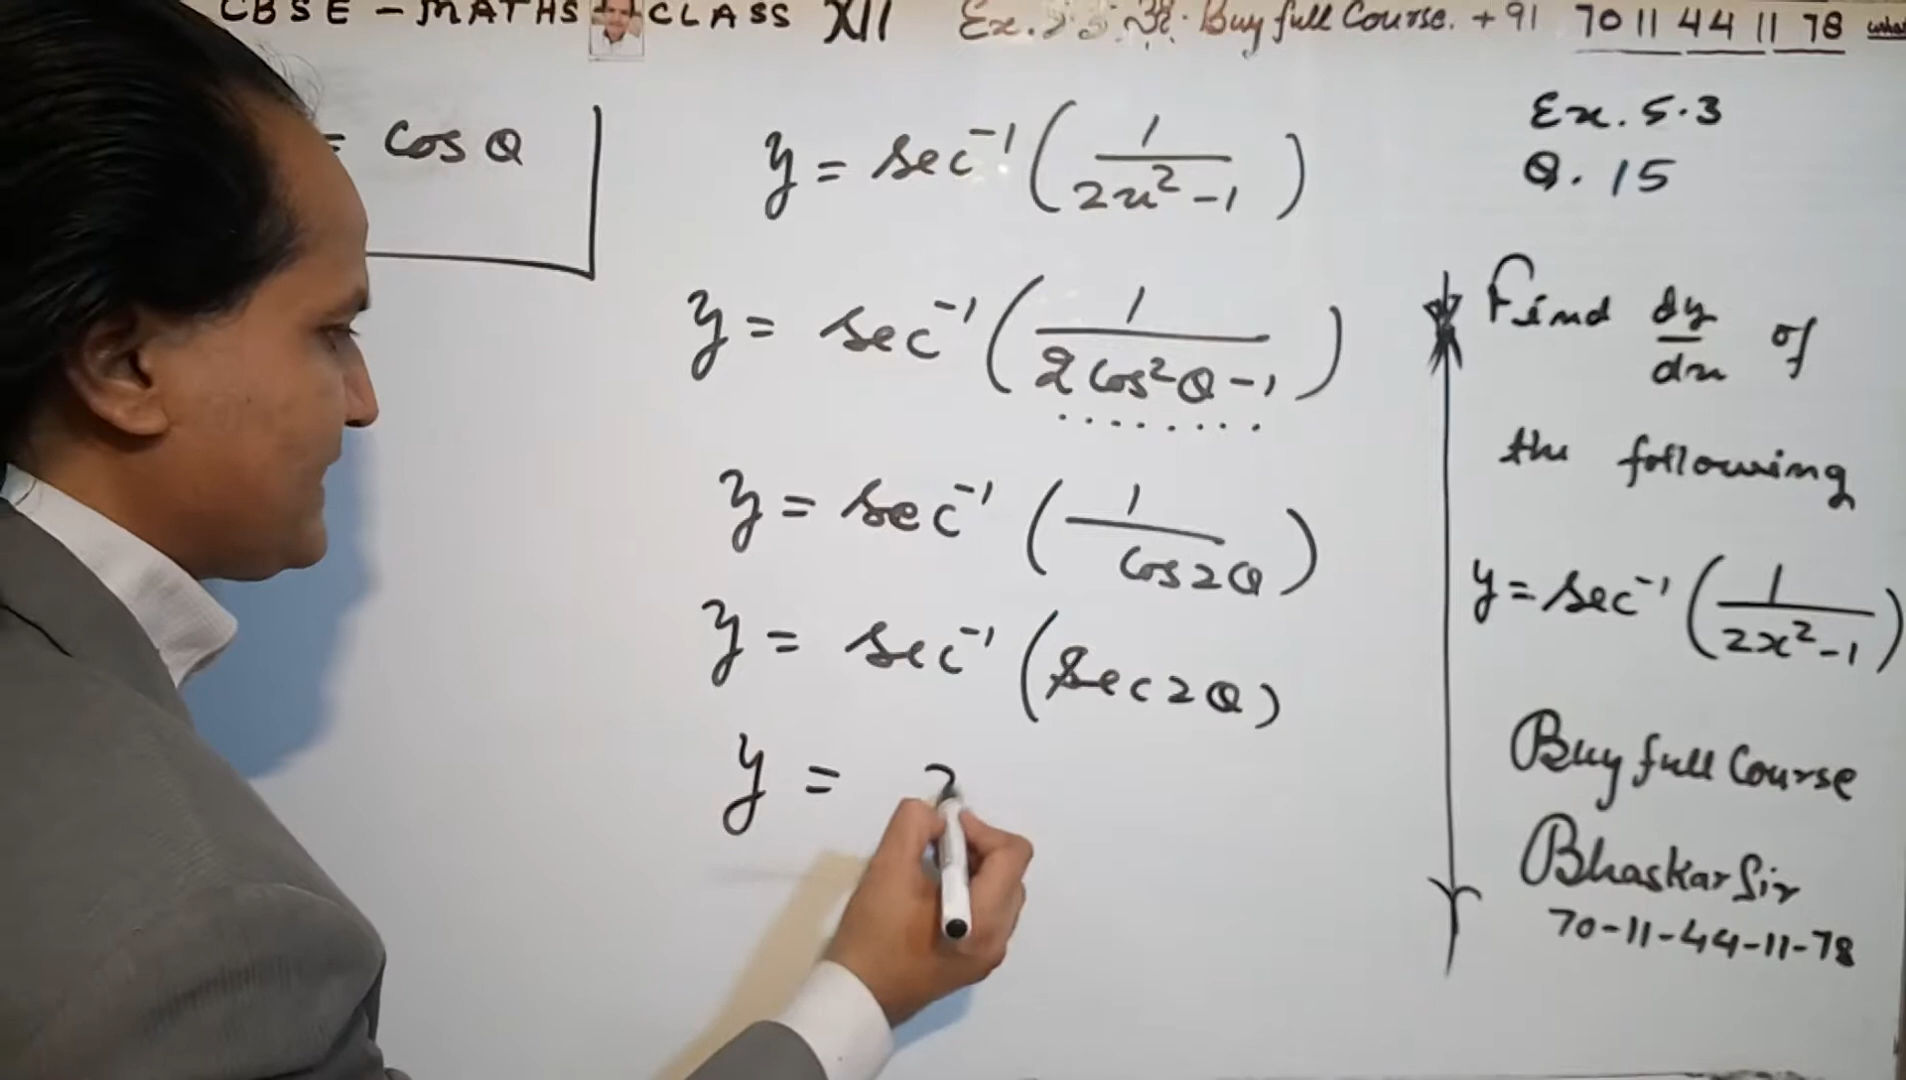 CBSE - MATHS CLASS XII Ex. Buy full Course. +91 70 11 44 11 78
= cos θ
y = sec⁻¹ (1/(2x² - 1))
y = sec⁻¹ (1/(2cos²θ - 1))
y = sec⁻¹ (1/cos2θ)
y = sec⁻¹ (sec2θ)
y = 2
Ex. 5.3
Q. 15
Find dy/dx of
the following
y = sec⁻¹ (1/(2x² - 1))
Buy full Course
Bhaskar Sir
70-11-44-11-78